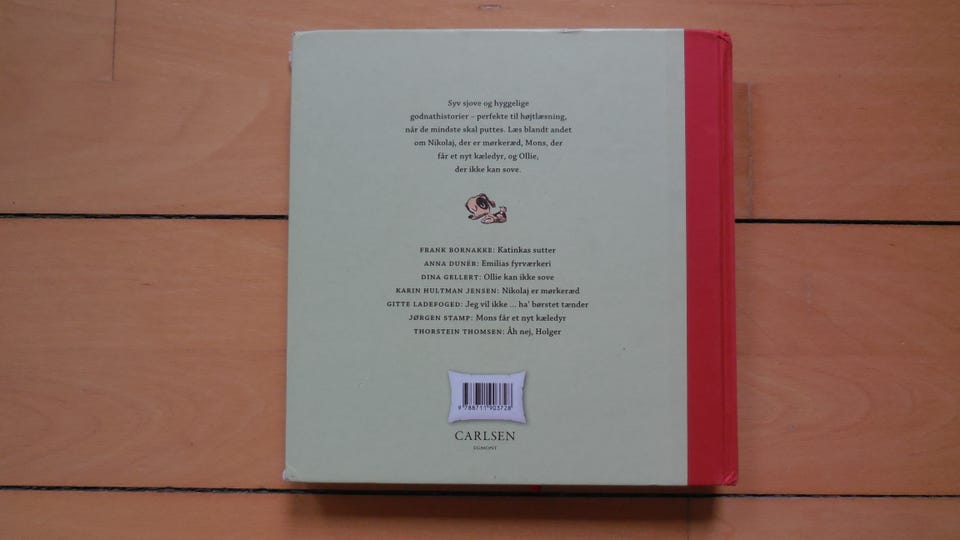 Syv sjove og hyggelige
godnathistorier – perfekte til højtlæsning,
når de mindste skal puttes. Læs blandt andet
om Nikolaj, der er mørkeræd, Mons, der
får et nyt kæledyr, og Ollie,
der ikke kan sove.
FRANK BORNAKKE: Katinkas sutter
ANNA DUNÉR: Emilias fyrværkeri
DINA GELLERT: Ollie kan ikke sove
KARIN HULTMAN JENSEN: Nikolaj er mørkeræd
GITTE LADEFOGED: Jeg vil ikke ... ha' børstet tænder
JØRGEN STAMP: Mons får et nyt kæledyr
THORSTEIN THOMSEN: Åh nej, Holger
9 788711 903728
CARLSEN
EGMONT